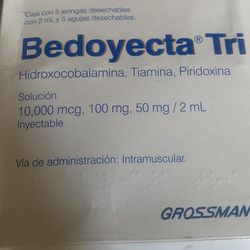 Caja con 5 jeringas desechables
con 2 mL y 5 agujas desechables.
Bedoyecta® Tri
Hidroxocobalamina, Tiamina, Piridoxina
Solución
10,000 mcg, 100 mg, 50 mg / 2 mL
Inyectable
Vía de administración: Intramuscular.
GROSSMAN